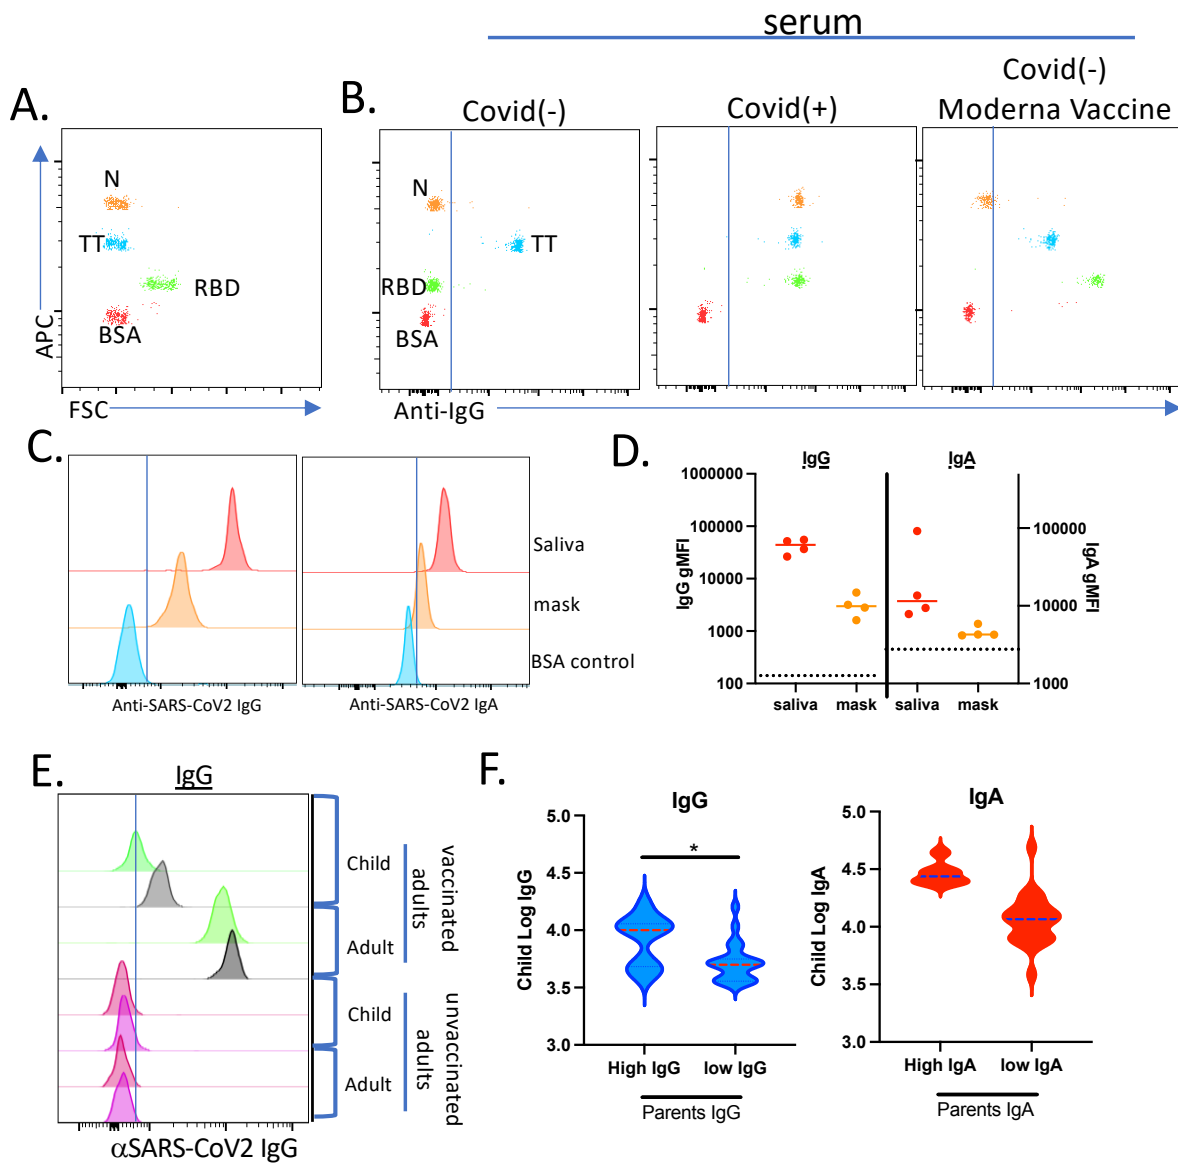 serum
A.
B.
Covid(-)
Covid(+)
Covid(-)
Moderna Vaccine
N
TT
RBD
BSA
APC
FSC
N
TT
RBD
BSA
Anti-IgG
C.
Saliva
mask
BSA control
Anti-SARS-CoV2 IgG
Anti-SARS-CoV2 IgA
D.
IgG
IgA
1000000
100000
10000
1000
100
IgG gMFI
100000
10000
1000
IgA gMFI
saliva
mask
saliva
mask
E.
IgG
Child
Adult
vaccinated
adults
Child
Adult
unvaccinated
adults
αSARS-CoV2 IgG
F.
IgG
*
5.0
4.5
4.0
3.5
3.0
Child Log IgG
High IgG
low IgG
Parents IgG
IgA
5.0
4.5
4.0
3.5
3.0
Child Log IgA
High IgA
low IgA
Parents IgA